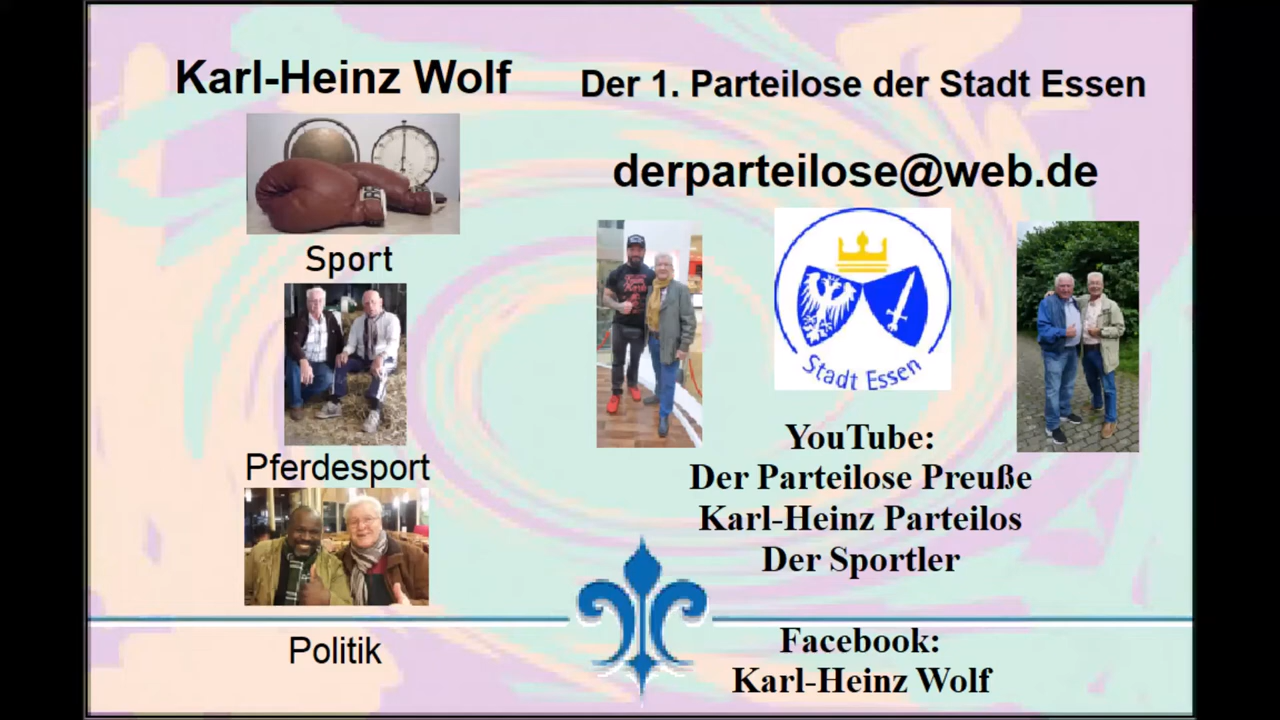 Karl-Heinz Wolf
Der 1. Parteilose der Stadt Essen
derparteilose@web.de
Sport
Pferdesport
Politik
Stadt Essen
YouTube:
Der Parteilose Preuße
Karl-Heinz Parteilos
Der Sportler
Facebook:
Karl-Heinz Wolf